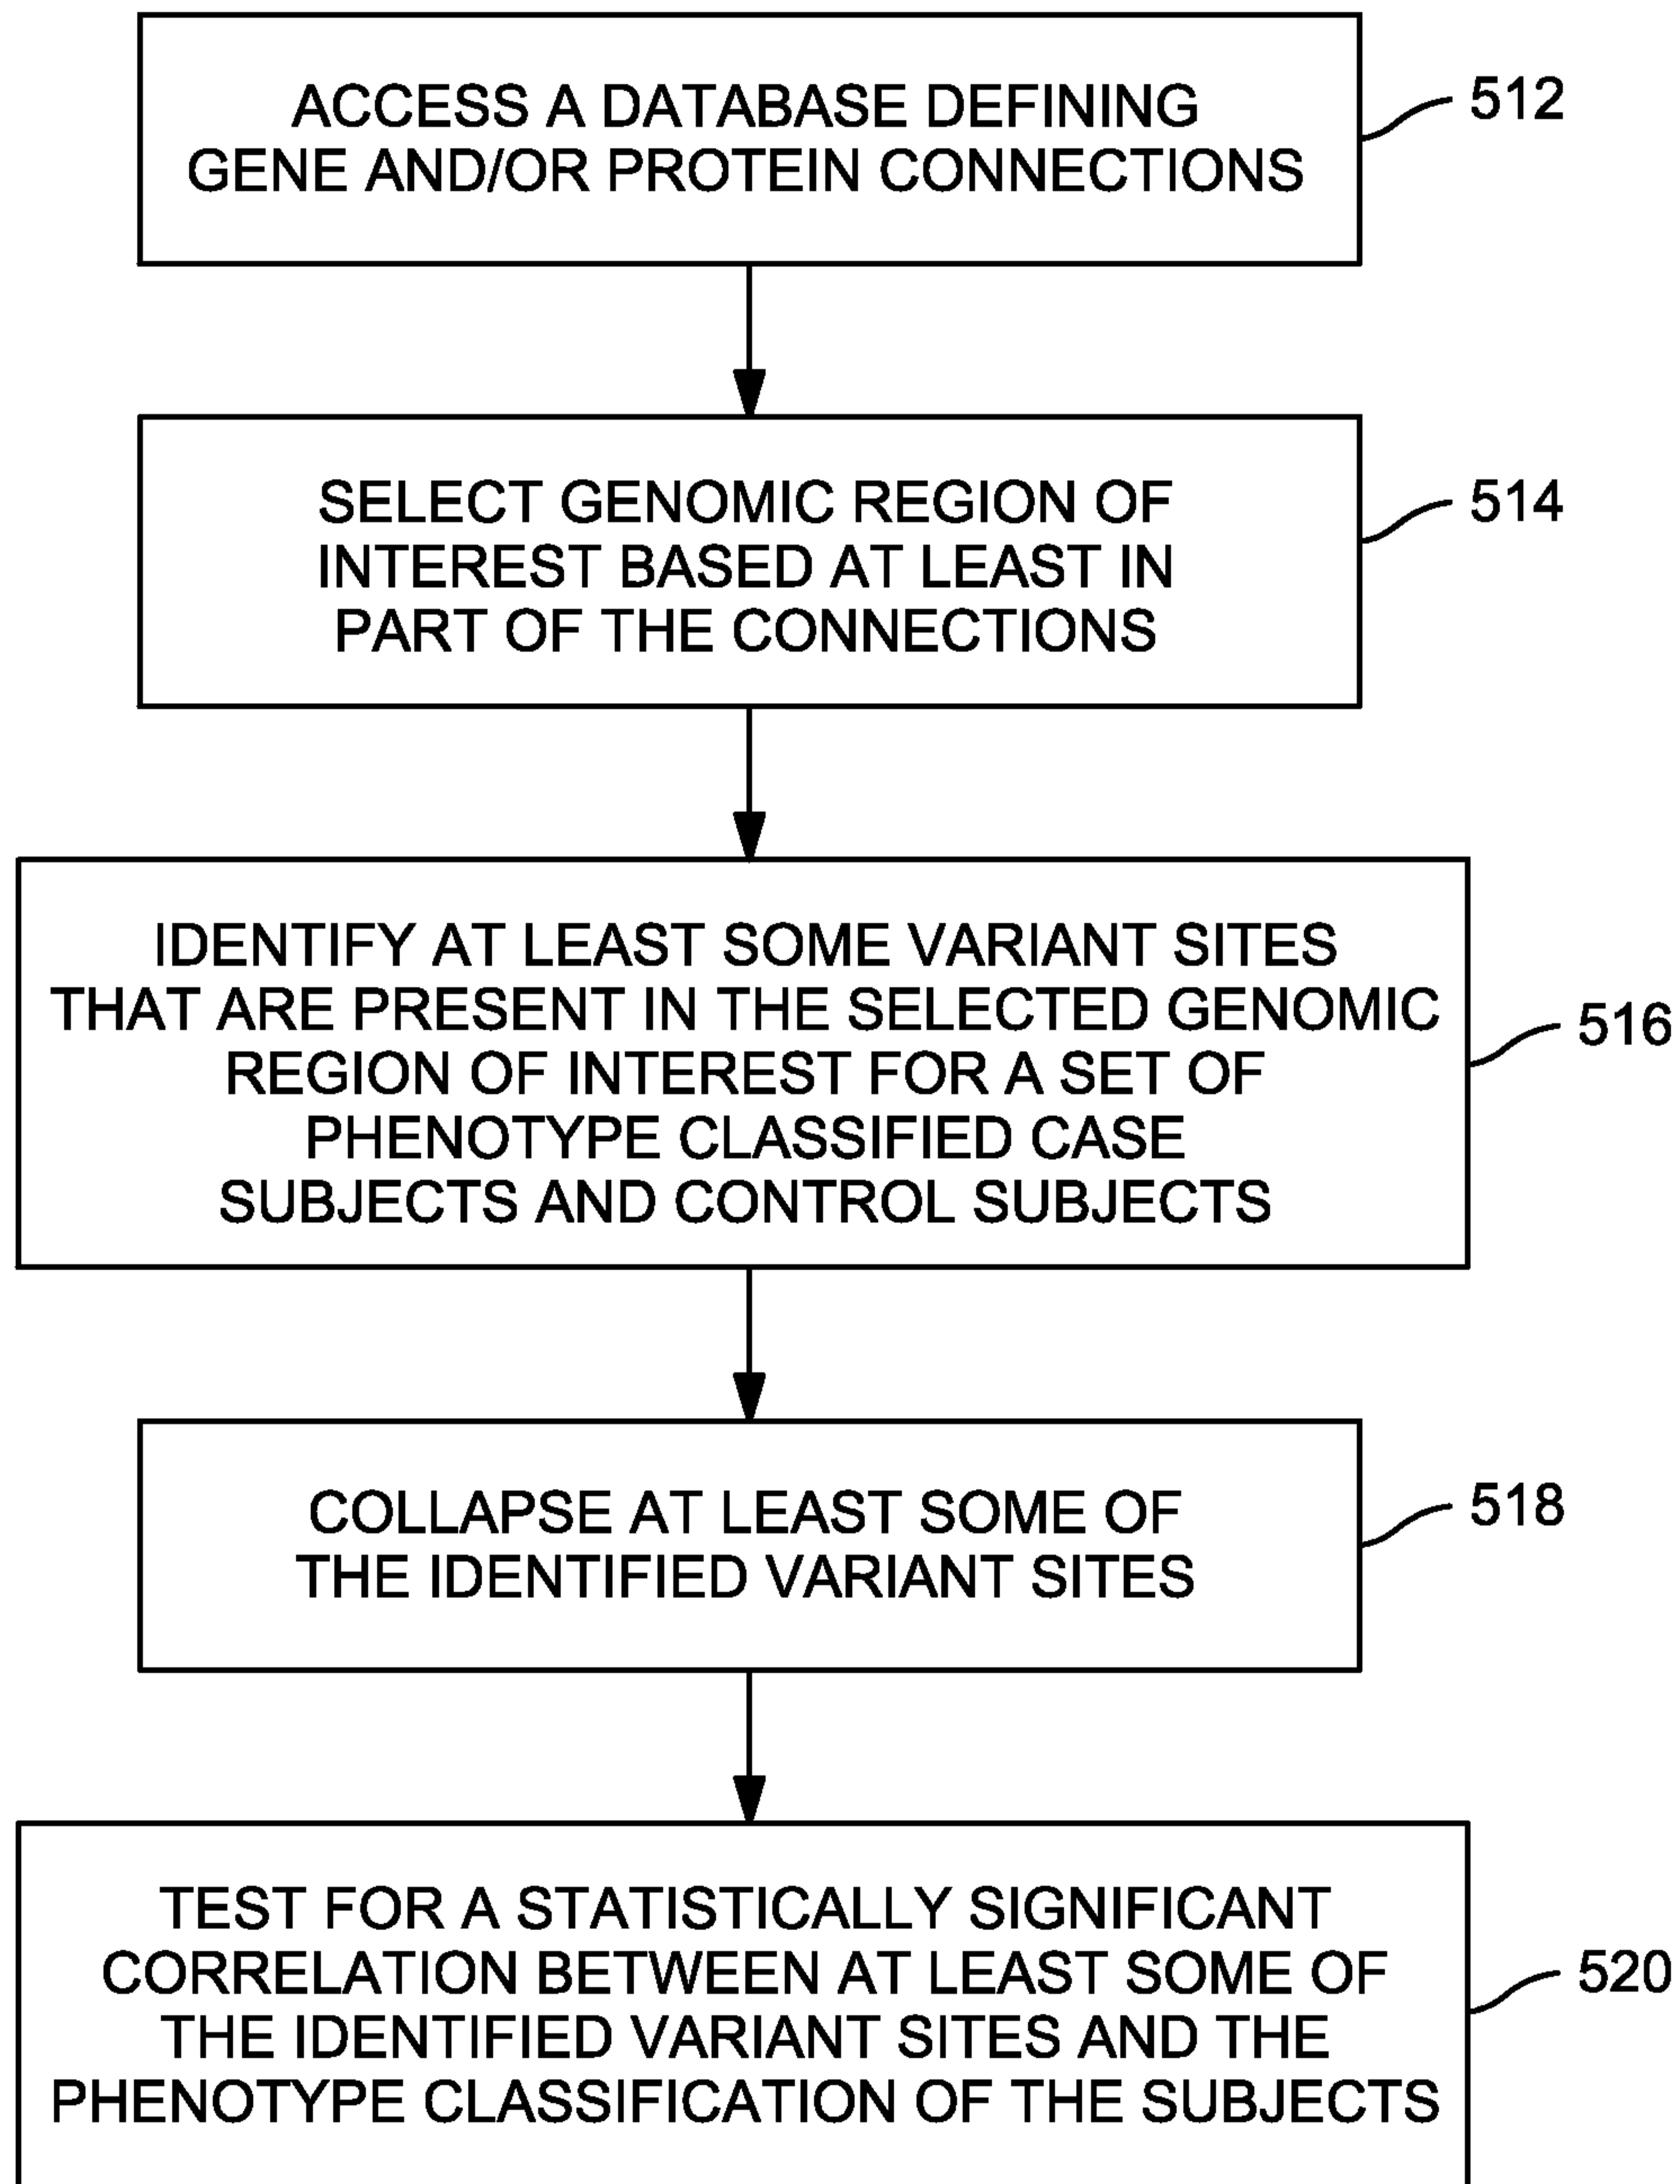 ACCESS A DATABASE DEFINING
GENE AND/OR PROTEIN CONNECTIONS
512
SELECT GENOMIC REGION OF
INTEREST BASED AT LEAST IN
PART OF THE CONNECTIONS
514
IDENTIFY AT LEAST SOME VARIANT SITES
THAT ARE PRESENT IN THE SELECTED GENOMIC
REGION OF INTEREST FOR A SET OF
PHENOTYPE CLASSIFIED CASE
SUBJECTS AND CONTROL SUBJECTS
516
COLLAPSE AT LEAST SOME OF
THE IDENTIFIED VARIANT SITES
518
TEST FOR A STATISTICALLY SIGNIFICANT
CORRELATION BETWEEN AT LEAST SOME OF
THE IDENTIFIED VARIANT SITES AND THE
PHENOTYPE CLASSIFICATION OF THE SUBJECTS
520